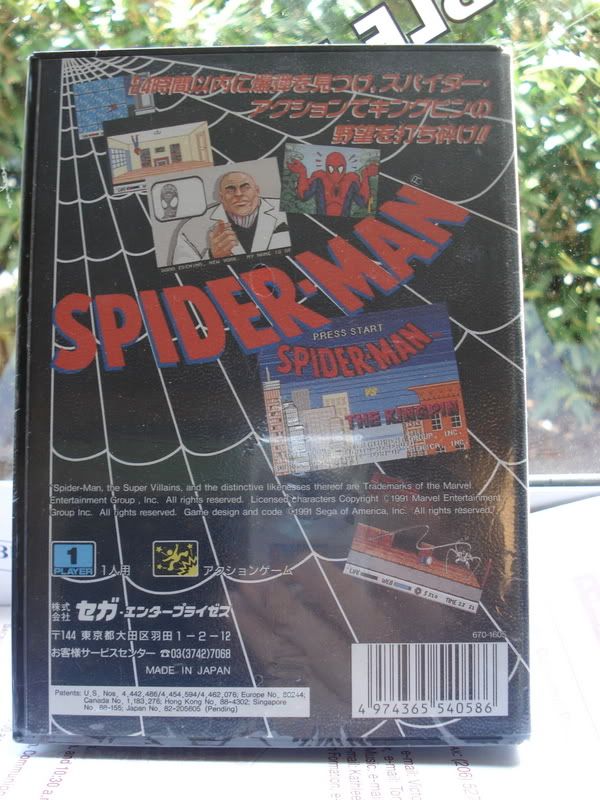 24時間以内に爆弾を見つけ、スパイダー・
アクションでキングピンの
野望を打ち砕け!!
SPIDER-MAN®
PRESS START
SPIDER-MAN
VS
THE KINGPIN
"Spider-Man, the Super Villains, and the distinctive likenesses thereof are Trademarks of the Marvel
Entertainment Group, Inc. All rights reserved. Licensed characters Copyright ©1991 Marvel Entertainment
Group Inc. All rights reserved. Game design and code ©1991 Sega of America, Inc. All rights reserved."
LIFE WEB TIME
1
PLAYER
1人用
アクションゲーム
株式
会社
セガ・エンタープライゼス
〒144 東京都大田区羽田1-2-12
お客様サービスセンター ☎03(3742)7068
MADE IN JAPAN
670-1605
Patents: U.S. Nos. 4,442,486/4,454,594/4,462,076; Europe No. 80244;
Canada No. 1,183,276; Hong Kong No. 88-4302; Singapore
No. 88-155; Japan No. 82-205605 (Pending)
4 974365 540586